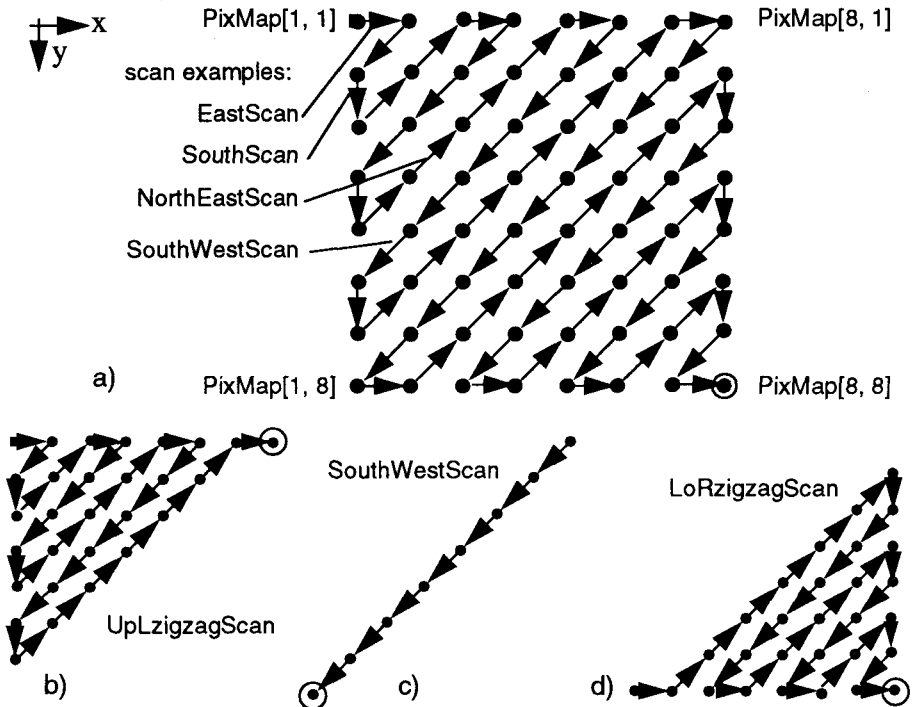 x
y
PixMap[1, 1]
PixMap[8, 1]
scan examples:
EastScan
SouthScan
NorthEastScan
SouthWestScan
a)
PixMap[1, 8]
PixMap[8, 8]
SouthWestScan
LoRzigzagScan
UpLzigzagScan
b)
c)
d)